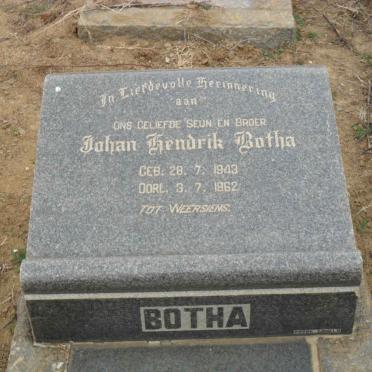 In Liefdevolle Herinnering
aan
ONS GELIEFDE SEUN EN BROER
Johan Hendrik Botha
GEB. 28. 7. 1943
OORL. 3. 7. 1962
TOT WEERSIENS.
BOTHA